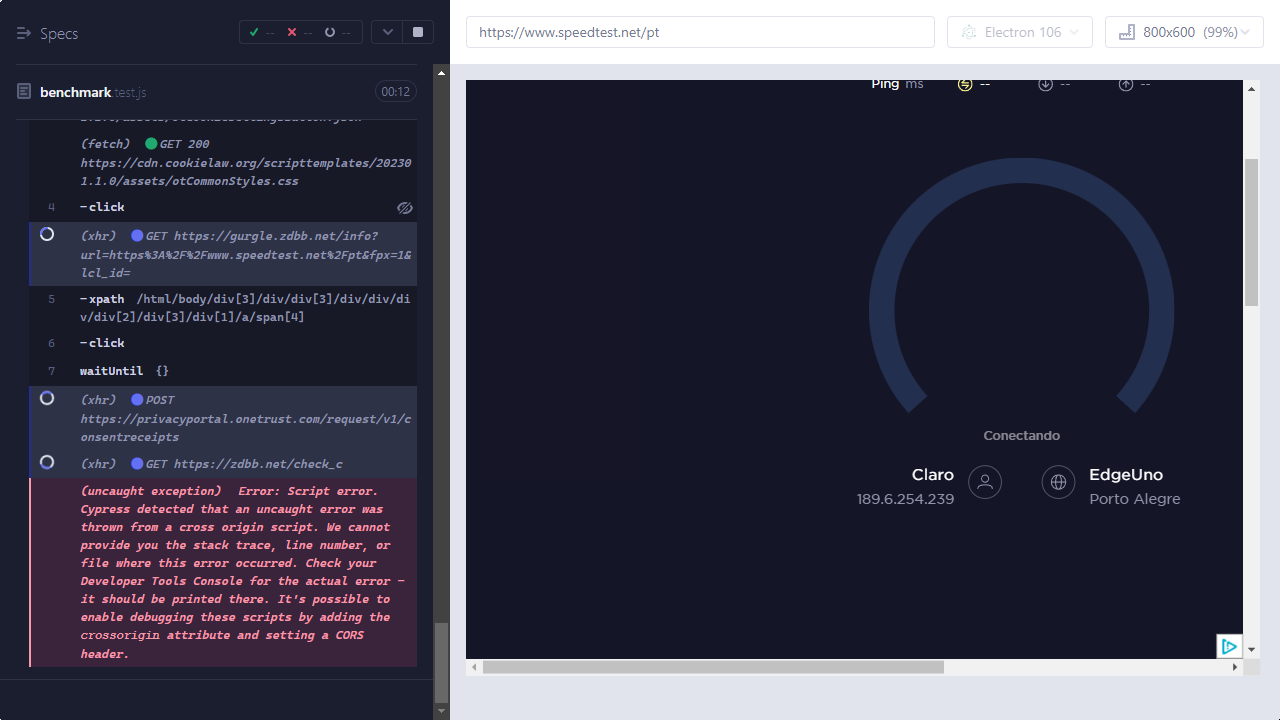 Specs
-- -- --
benchmark.test.js
00:12
(fetch) GET 200
https://cdn.cookielaw.org/scripttemplates/20230
1.1.0/assets/otCommonStyles.css
4 -click
(xhr) GET https://gurgle.zdbb.net/info?
url=https%3A%2F%2Fwww.speedtest.net%2Fpt&fpx=1&
lcl_id=
5 -xpath /html/body/div[3]/div/div[3]/div/div/di
v/div[2]/div[3]/div[1]/a/span[4]
6 -click
7 waitUntil {}
(xhr) POST
https://privacyportal.onetrust.com/request/v1/c
onsentreceipts
(xhr) GET https://zdbb.net/check_c
(uncaught exception) Error: Script error.
Cypress detected that an uncaught error was
thrown from a cross origin script. We cannot
provide you the stack trace, line number, or
file where this error occurred. Check your
Developer Tools Console for the actual error -
it should be printed there. It's possible to
enable debugging these scripts by adding the
crossorigin attribute and setting a CORS
header.
https://www.speedtest.net/pt
Electron 106
800x600 (99%)
Ping ms -- -- --
Conectando
Claro
189.6.254.239
EdgeUno
Porto Alegre